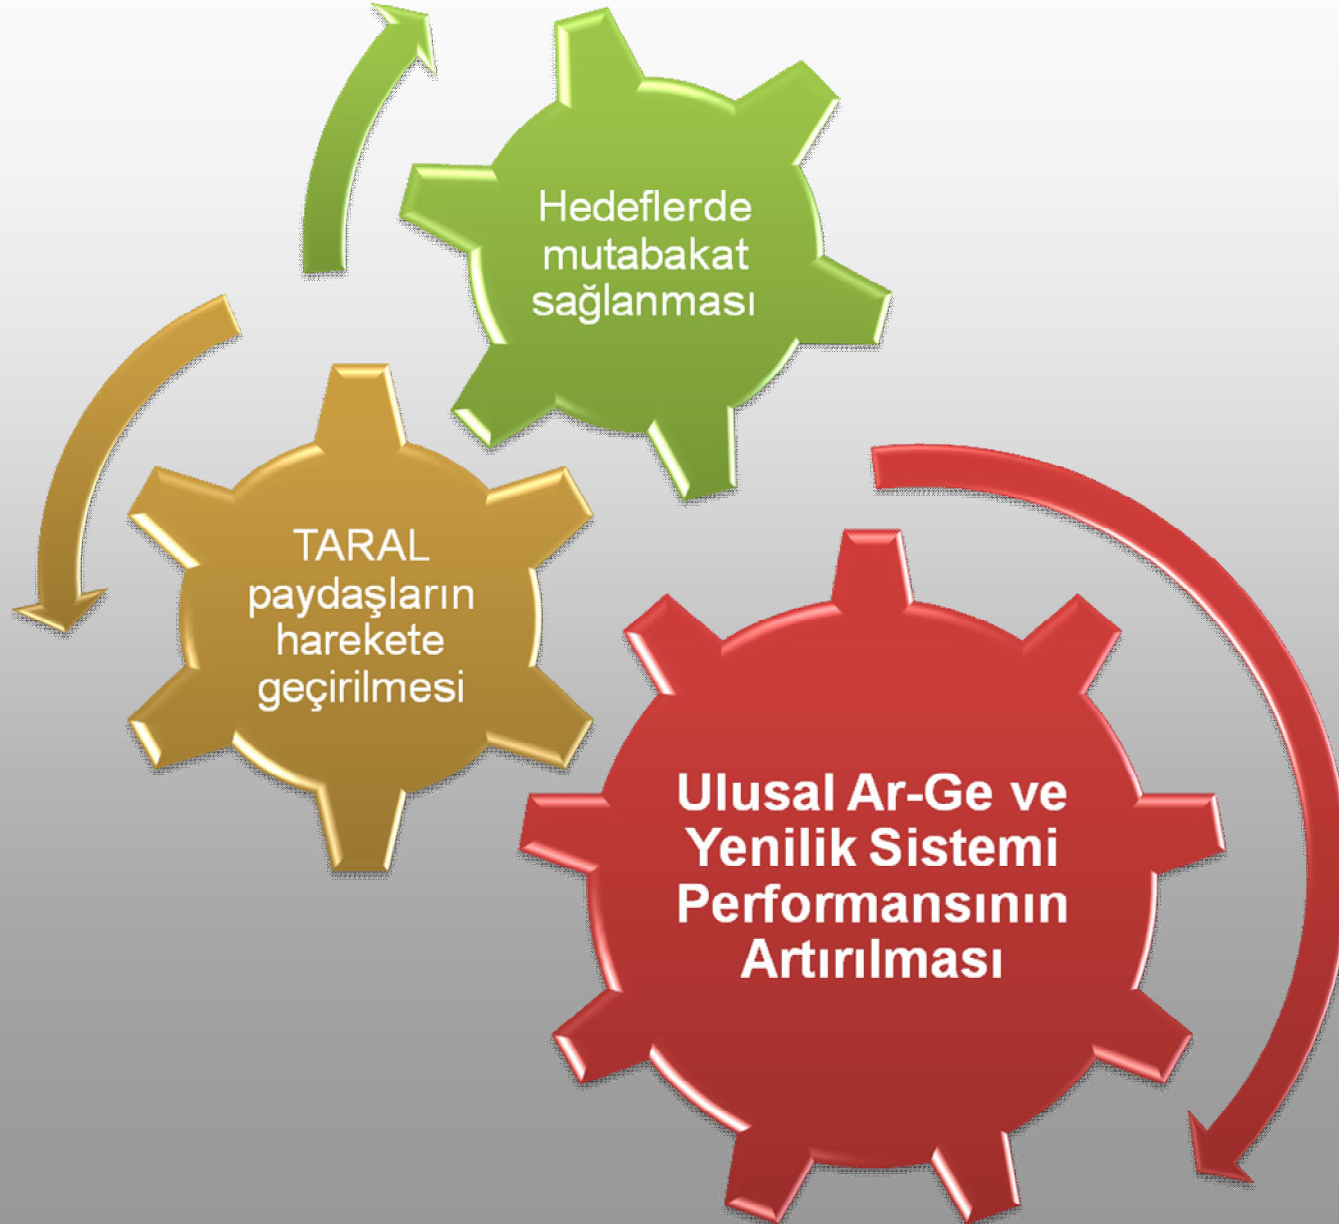 Hedeflerde
mutabakat
sağlanması
TARAL
paydaşların
harekete
geçirilmesi
Ulusal Ar-Ge ve
Yenilik Sistemi
Performansının
Artırılması